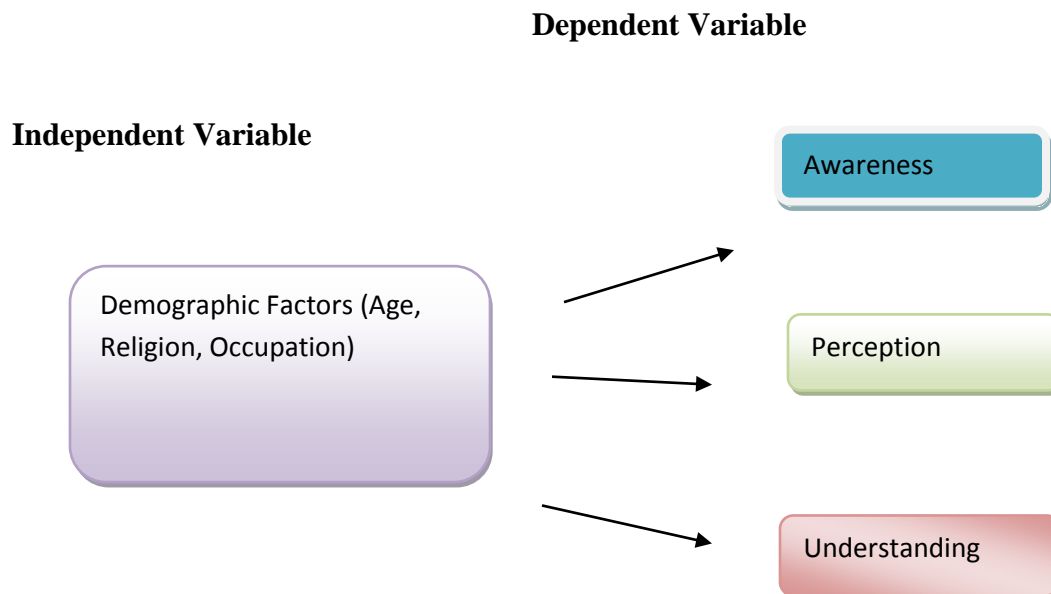 Dependent Variable
Independent Variable
Awareness
Demographic Factors (Age,
Religion, Occupation)
Perception
Understanding